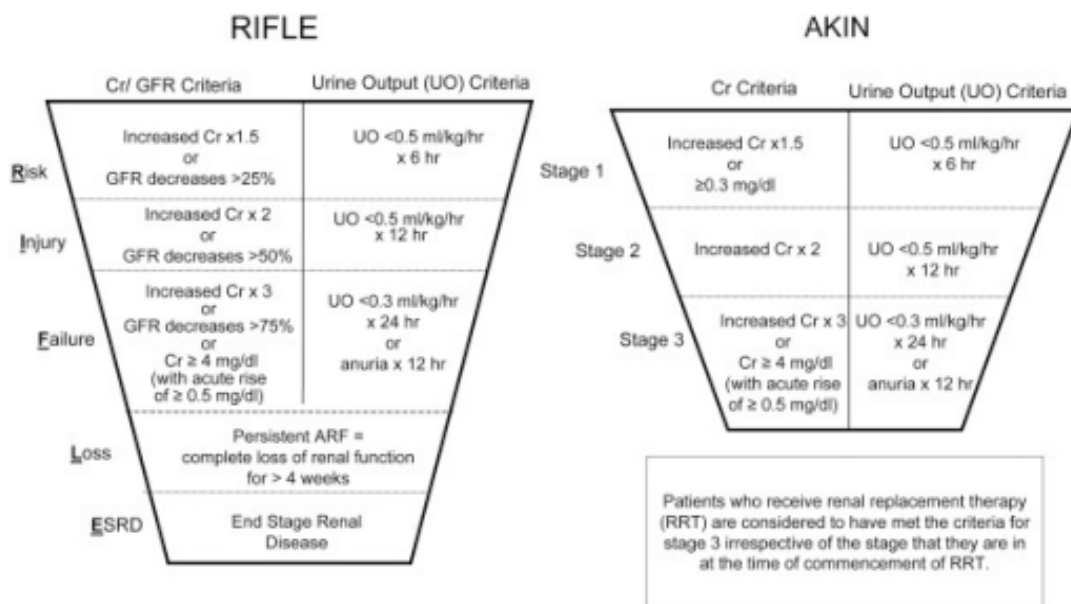 RIFLE
Cr/ GFR Criteria
Urine Output (UO) Criteria
Risk
Increased Cr x1.5
or
GFR decreases >25%
UO <0.5 ml/kg/hr
x 6 hr
Injury
Increased Cr x 2
or
GFR decreases >50%
UO <0.5 ml/kg/hr
x 12 hr
Failure
Increased Cr x 3
or
GFR decreases >75%
or
Cr ≥ 4 mg/dl
(with acute rise
of ≥ 0.5 mg/dl)
UO <0.3 ml/kg/hr
x 24 hr
or
anuria x 12 hr
Loss
Persistent ARF =
complete loss of renal function
for > 4 weeks
ESRD
End Stage Renal
Disease
AKIN
Cr Criteria
Urine Output (UO) Criteria
Stage 1
Increased Cr x1.5
or
≥0.3 mg/dl
UO <0.5 ml/kg/hr
x 6 hr
Stage 2
Increased Cr x 2
UO <0.5 ml/kg/hr
x 12 hr
Stage 3
Increased Cr x 3
or
Cr ≥ 4 mg/dl
(with acute rise
of ≥ 0.5 mg/dl)
UO <0.3 ml/kg/hr
x 24 hr
or
anuria x 12 hr
Patients who receive renal replacement therapy
(RRT) are considered to have met the criteria for
stage 3 irrespective of the stage that they are in
at the time of commencement of RRT.